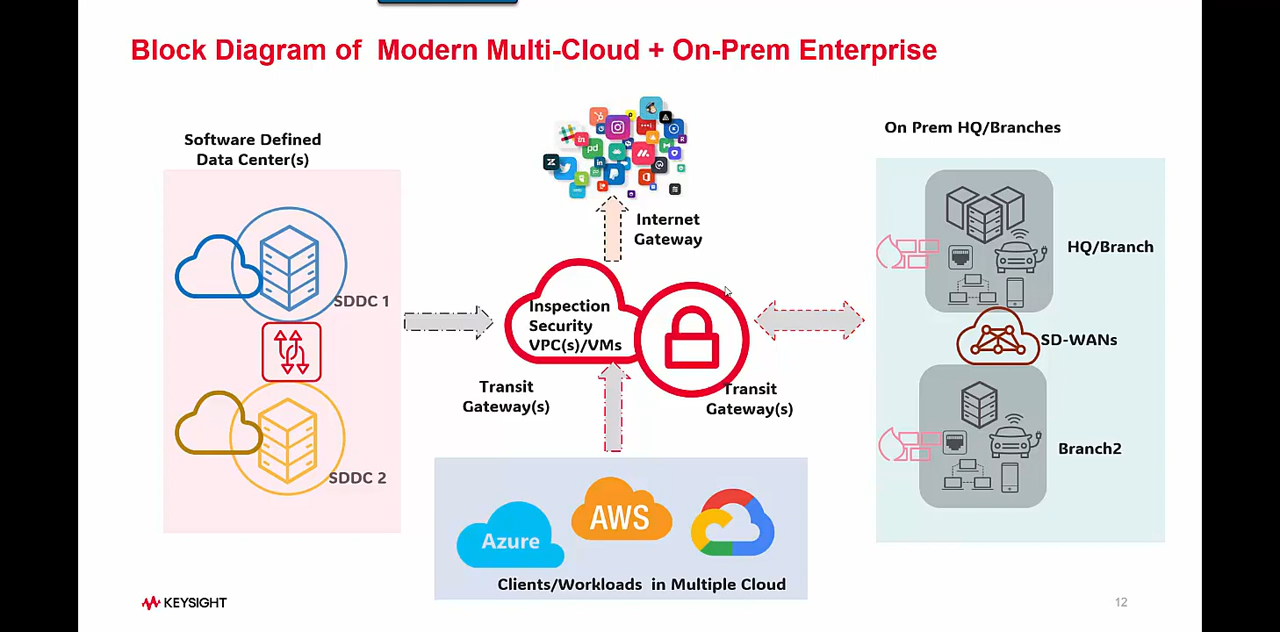 Block Diagram of  Modern Multi-Cloud + On-Prem Enterprise
Software Defined
Data Center(s)
SDDC 1
SDDC 2
Internet
Gateway
Inspection
Security
VPC(s)/VMs
Transit
Gateway(s)
Transit
Gateway(s)
Azure
AWS
Clients/Workloads  in Multiple Cloud
On Prem HQ/Branches
HQ/Branch
SD-WANs
Branch2
KEYSIGHT
12